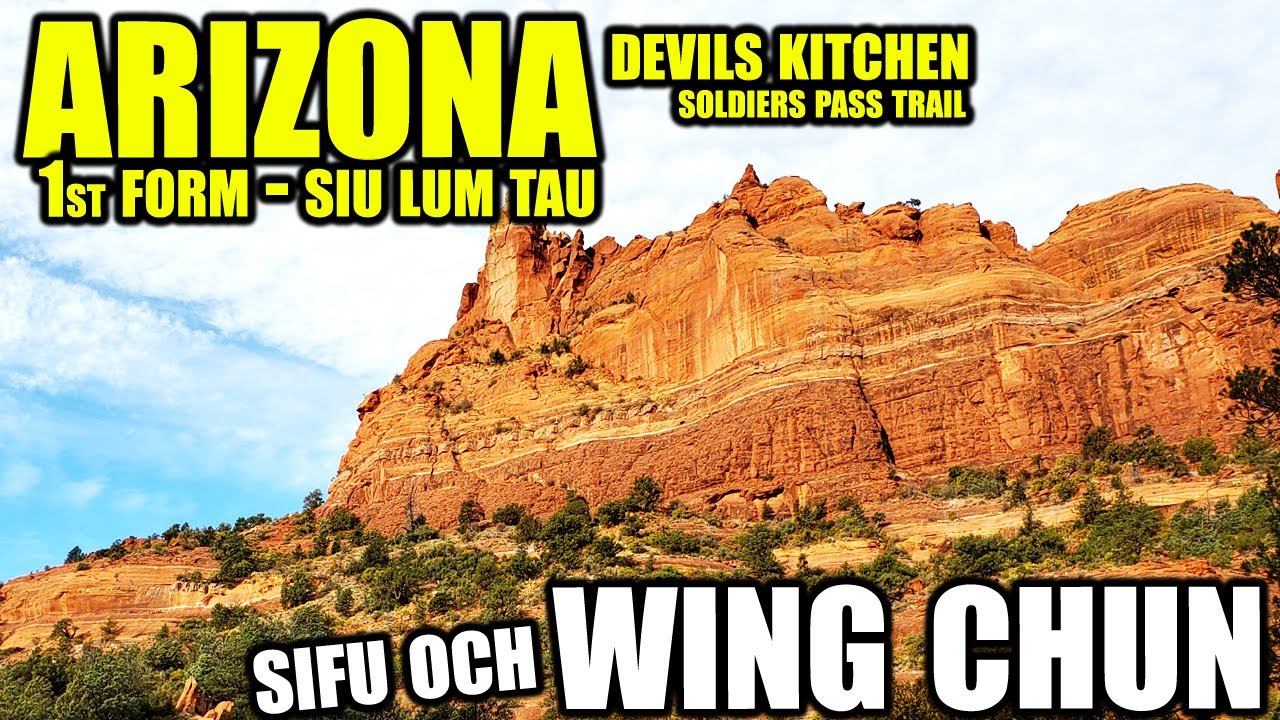 ARIZONA
1ST FORM - SIU LUM TAU
DEVILS KITCHEN
SOLDIERS PASS TRAIL
SIFU OCH WING CHUN